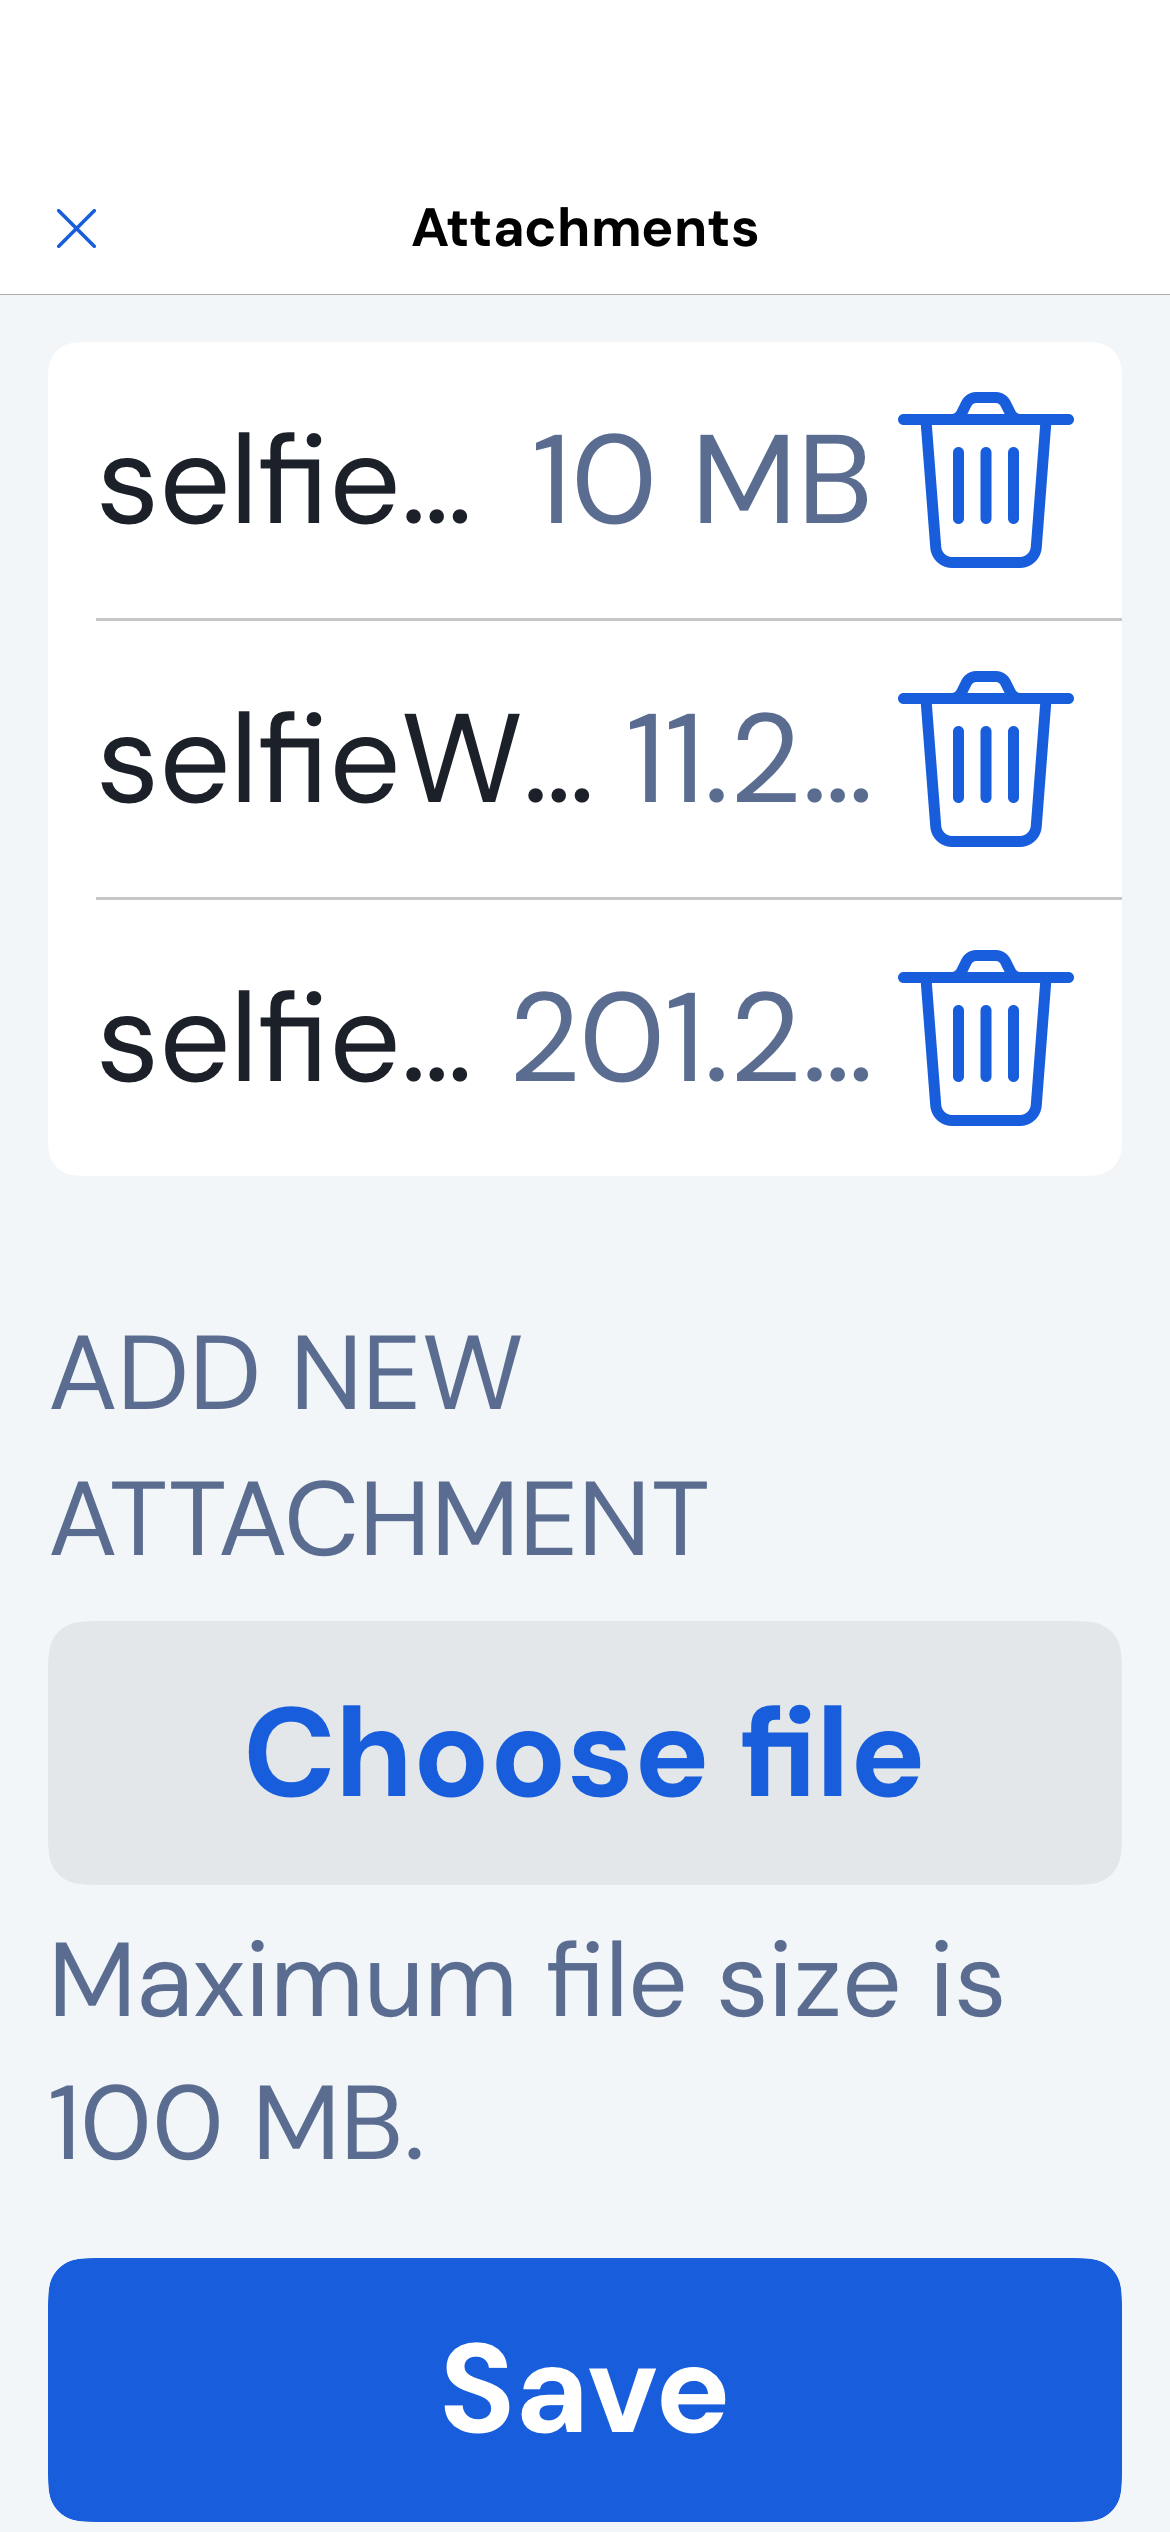 Attachments
selfie... 10 MB
selfieW... 11.2...
selfie... 201.2...
ADD NEW
ATTACHMENT
Choose file
Maximum file size is
100 MB.
Save